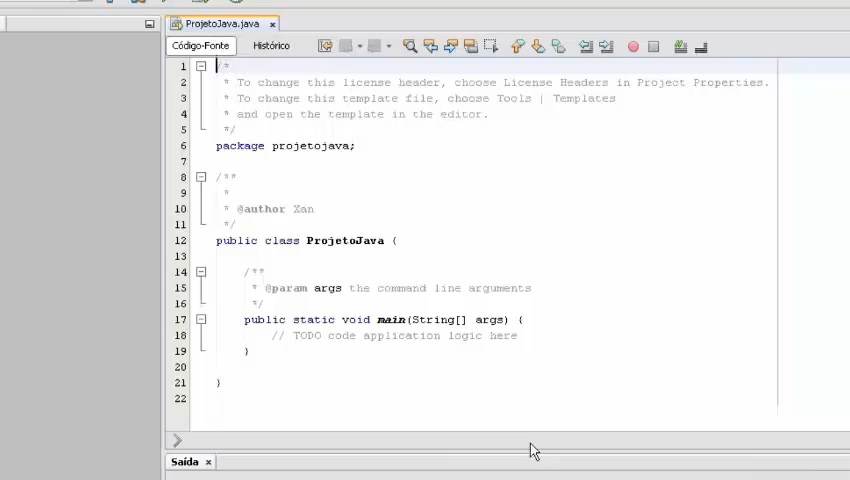 ProjetoJava.java
Código-Fonte Histórico
1 /*
2 * To change this license header, choose License Headers in Project Properties.
3 * To change this template file, choose Tools | Templates
4 * and open the template in the editor.
5 */
6 package projetojava;
7
8 /**
9 *
10 * @author Xan
11 */
12 public class ProjetoJava {
13
14 /**
15 * @param args the command line arguments
16 */
17 public static void main(String[] args) {
18 // TODO code application logic here
19 }
20
21 }
22
Saída